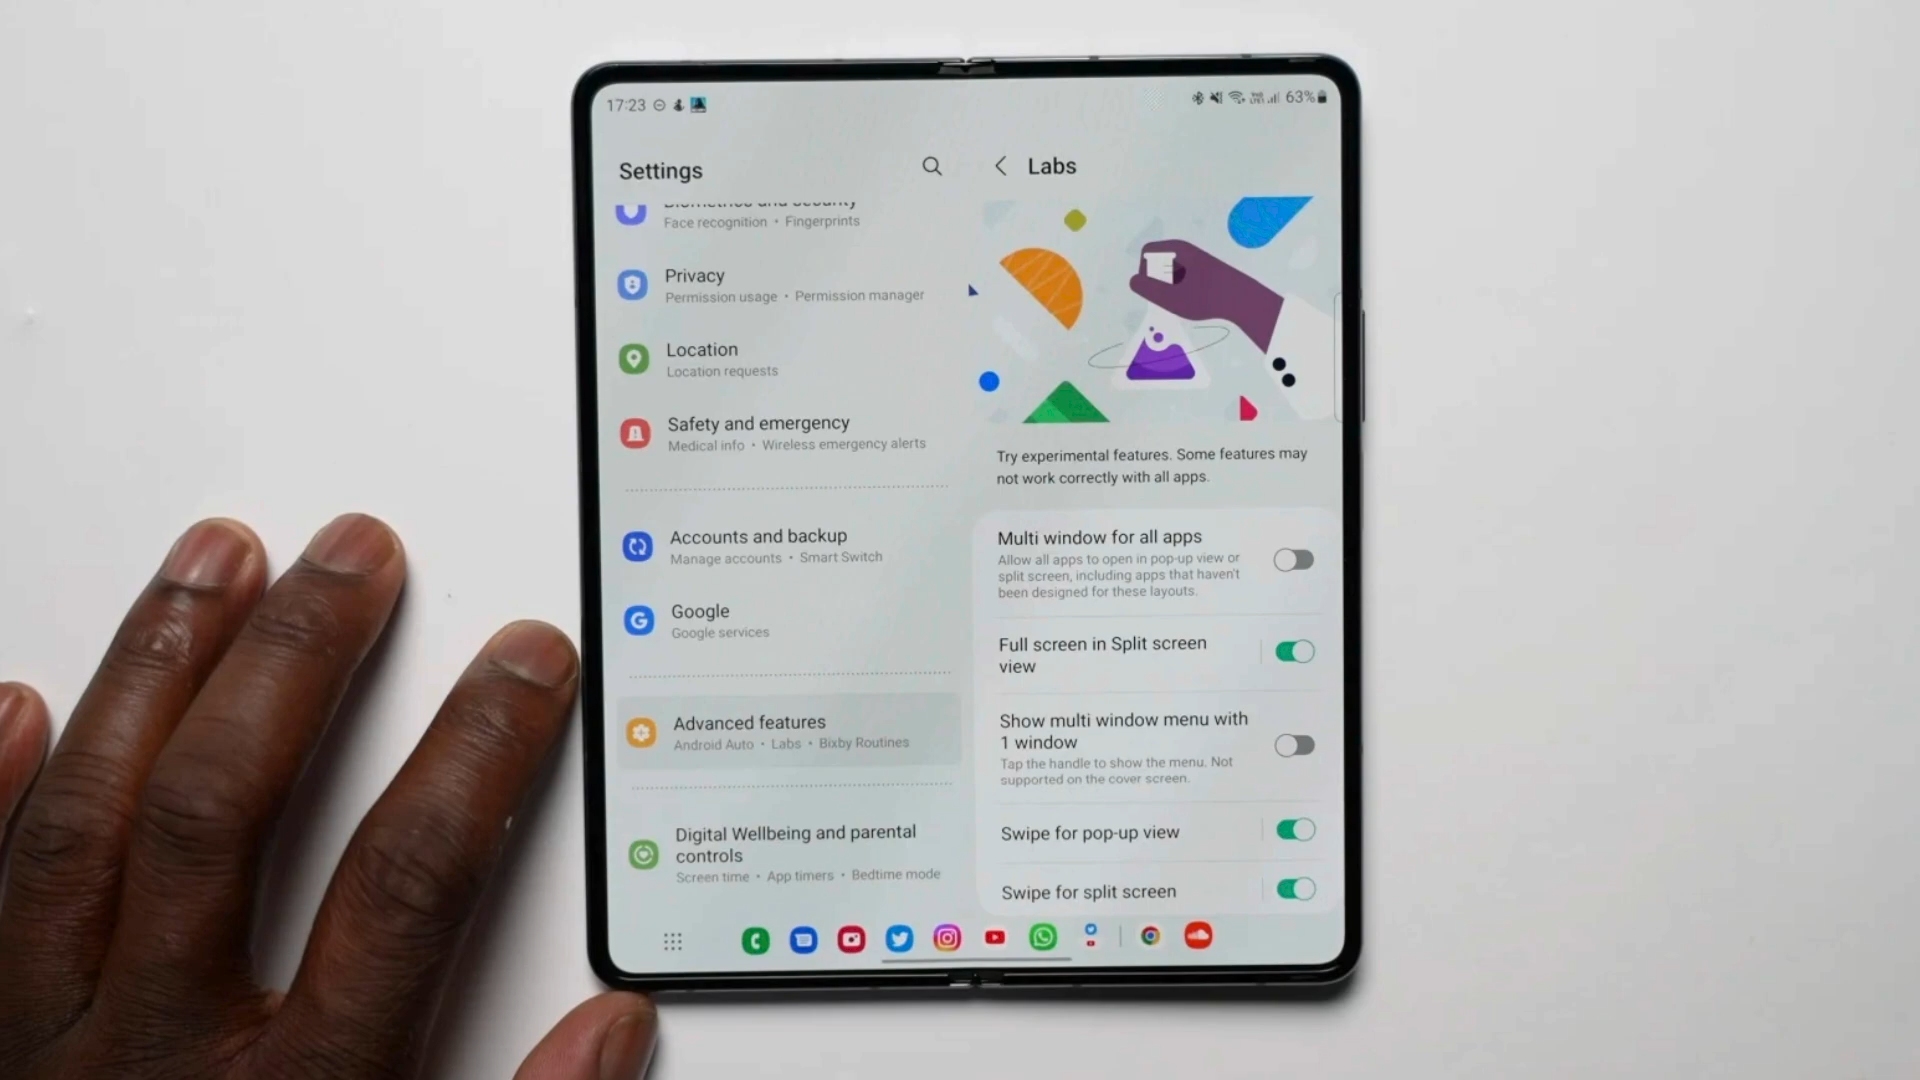 17:23
63%
Settings
Biometrics and security
Face recognition • Fingerprints
Privacy
Permission usage • Permission manager
Location
Location requests
Safety and emergency
Medical info • Wireless emergency alerts
Accounts and backup
Manage accounts • Smart Switch
Google
Google services
Advanced features
Android Auto • Labs • Bixby Routines
Digital Wellbeing and parental
controls
Screen time • App timers • Bedtime mode
Labs
Try experimental features. Some features may
not work correctly with all apps.
Multi window for all apps
Allow all apps to open in pop-up view or
split screen, including apps that haven't
been designed for these layouts.
Full screen in Split screen
view
Show multi window menu with
1 window
Tap the handle to show the menu. Not
supported on the cover screen.
Swipe for pop-up view
Swipe for split screen